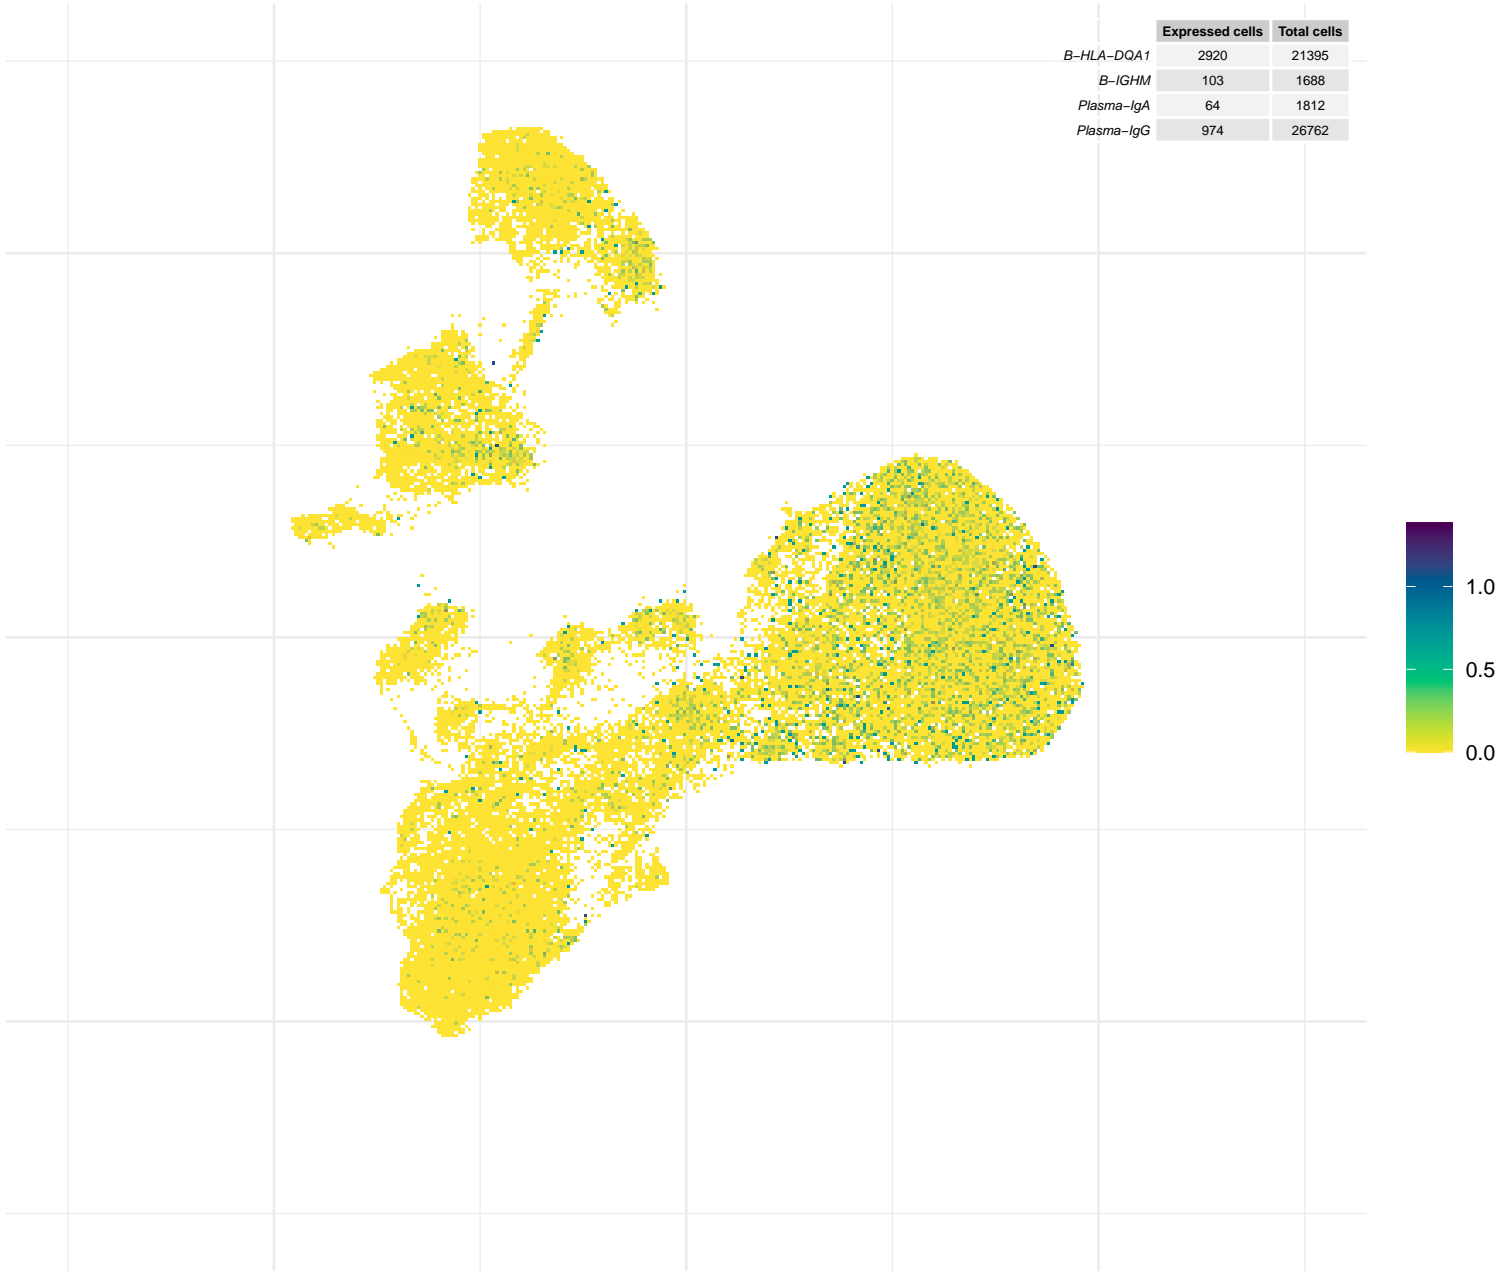 Expressed cells Total cells
B−HLA−DQA1 2920 21395
B−IGHM 103 1688
Plasma−IgA 64 1812
Plasma−IgG 974 26762
1.0
0.5
0.0